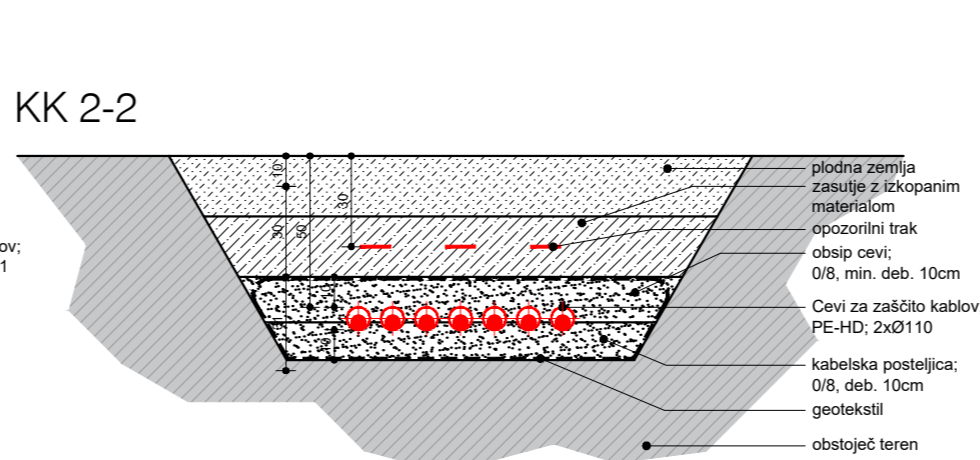 KK 2-2
plodna zemlja
zasutje z izkopanim
materialom
opozorilni trak
obsip cevi;
0/8, min. deb. 10cm
Cevi za zaščito kablov
PE-HD; 2xØ110
kabelska posteljica;
0/8, deb. 10cm
geotekstil
obstoječ teren
ov;
1
10
30
50
30